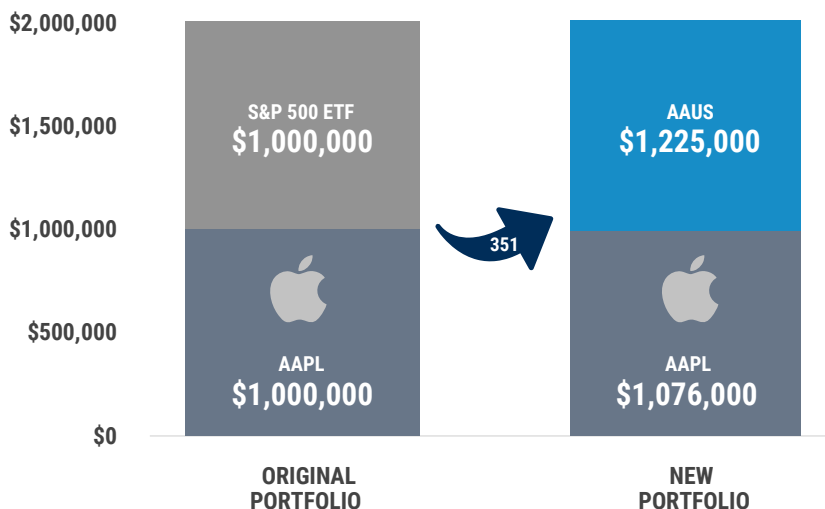 $2,000,000
$1,500,000
$1,000,000
$500,000
$0
S&P 500 ETF
$1,000,000
AAPL
$1,000,000
351
AAUS
$1,225,000
AAPL
$1,076,000
ORIGINAL
PORTFOLIO
NEW
PORTFOLIO